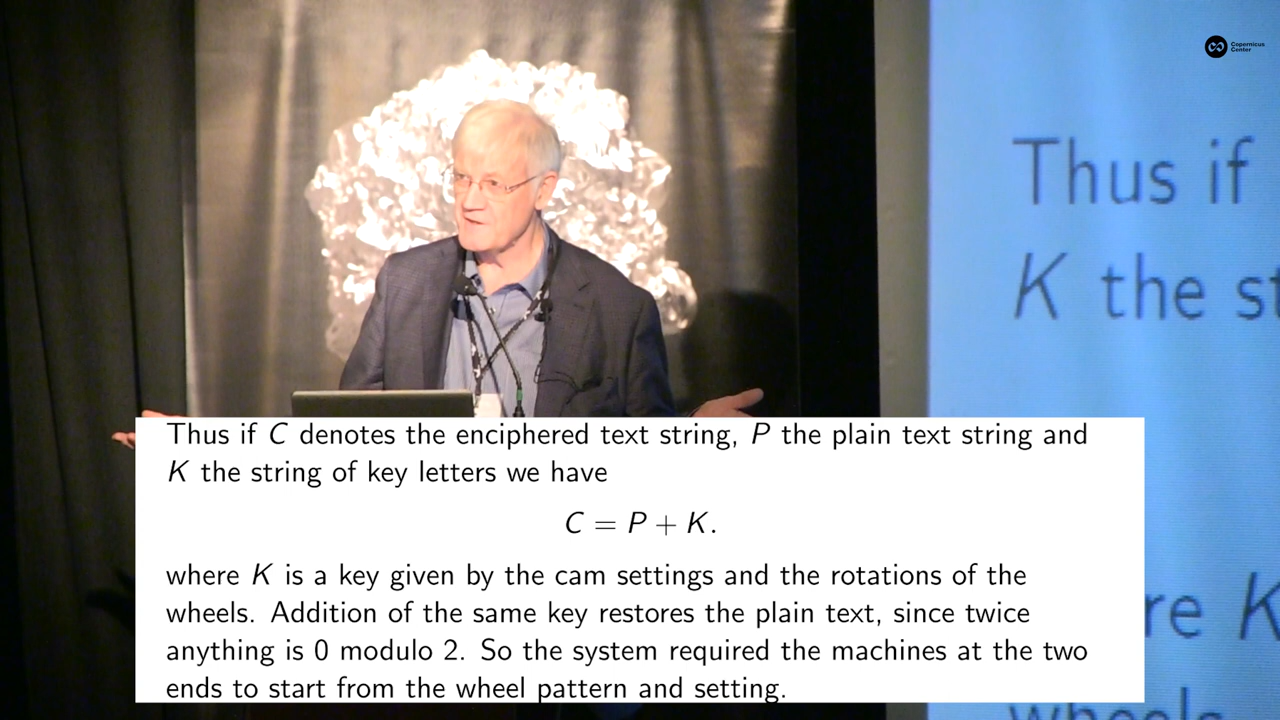 Copernicus
Center
Thus if
K the st
re K
wheels
Thus if C denotes the enciphered text string, P the plain text string and
K the string of key letters we have
C = P + K.
where K is a key given by the cam settings and the rotations of the
wheels. Addition of the same key restores the plain text, since twice
anything is 0 modulo 2. So the system required the machines at the two
ends to start from the wheel pattern and setting.